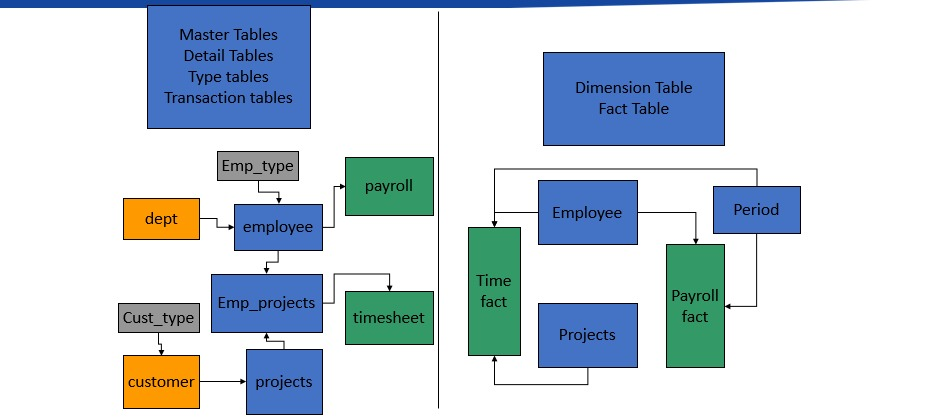 Master Tables
Detail Tables
Type tables
Transaction tables
Emp_type
payroll
dept
employee
Emp_projects
Cust_type
timesheet
customer
projects
Dimension Table
Fact Table
Employee
Period
Time
fact
Payroll
fact
Projects